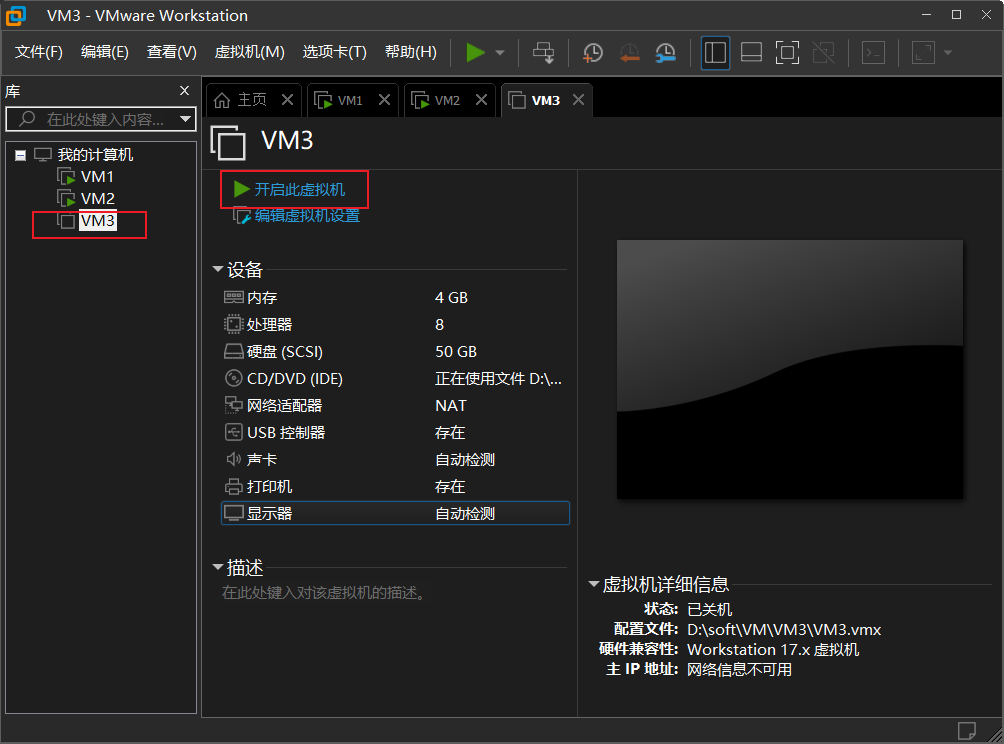 VM3 - VMware Workstation
文件(F) 编辑(E) 查看(V) 虚拟机(M) 选项卡(T) 帮助(H)
库
在此处键入内容...
我的计算机
VM1
VM2
VM3
主页 VM1 VM2 VM3
VM3
开启此虚拟机
编辑虚拟机设置
设备
内存 4 GB
处理器 8
硬盘 (SCSI) 50 GB
CD/DVD (IDE) 正在使用文件 D:\...
网络适配器 NAT
USB 控制器 存在
声卡 自动检测
打印机 存在
显示器 自动检测
描述
在此处键入对该虚拟机的描述。
虚拟机详细信息
状态: 已关机
配置文件: D:\soft\VM\VM3\VM3.vmx
硬件兼容性: Workstation 17.x 虚拟机
主 IP 地址: 网络信息不可用